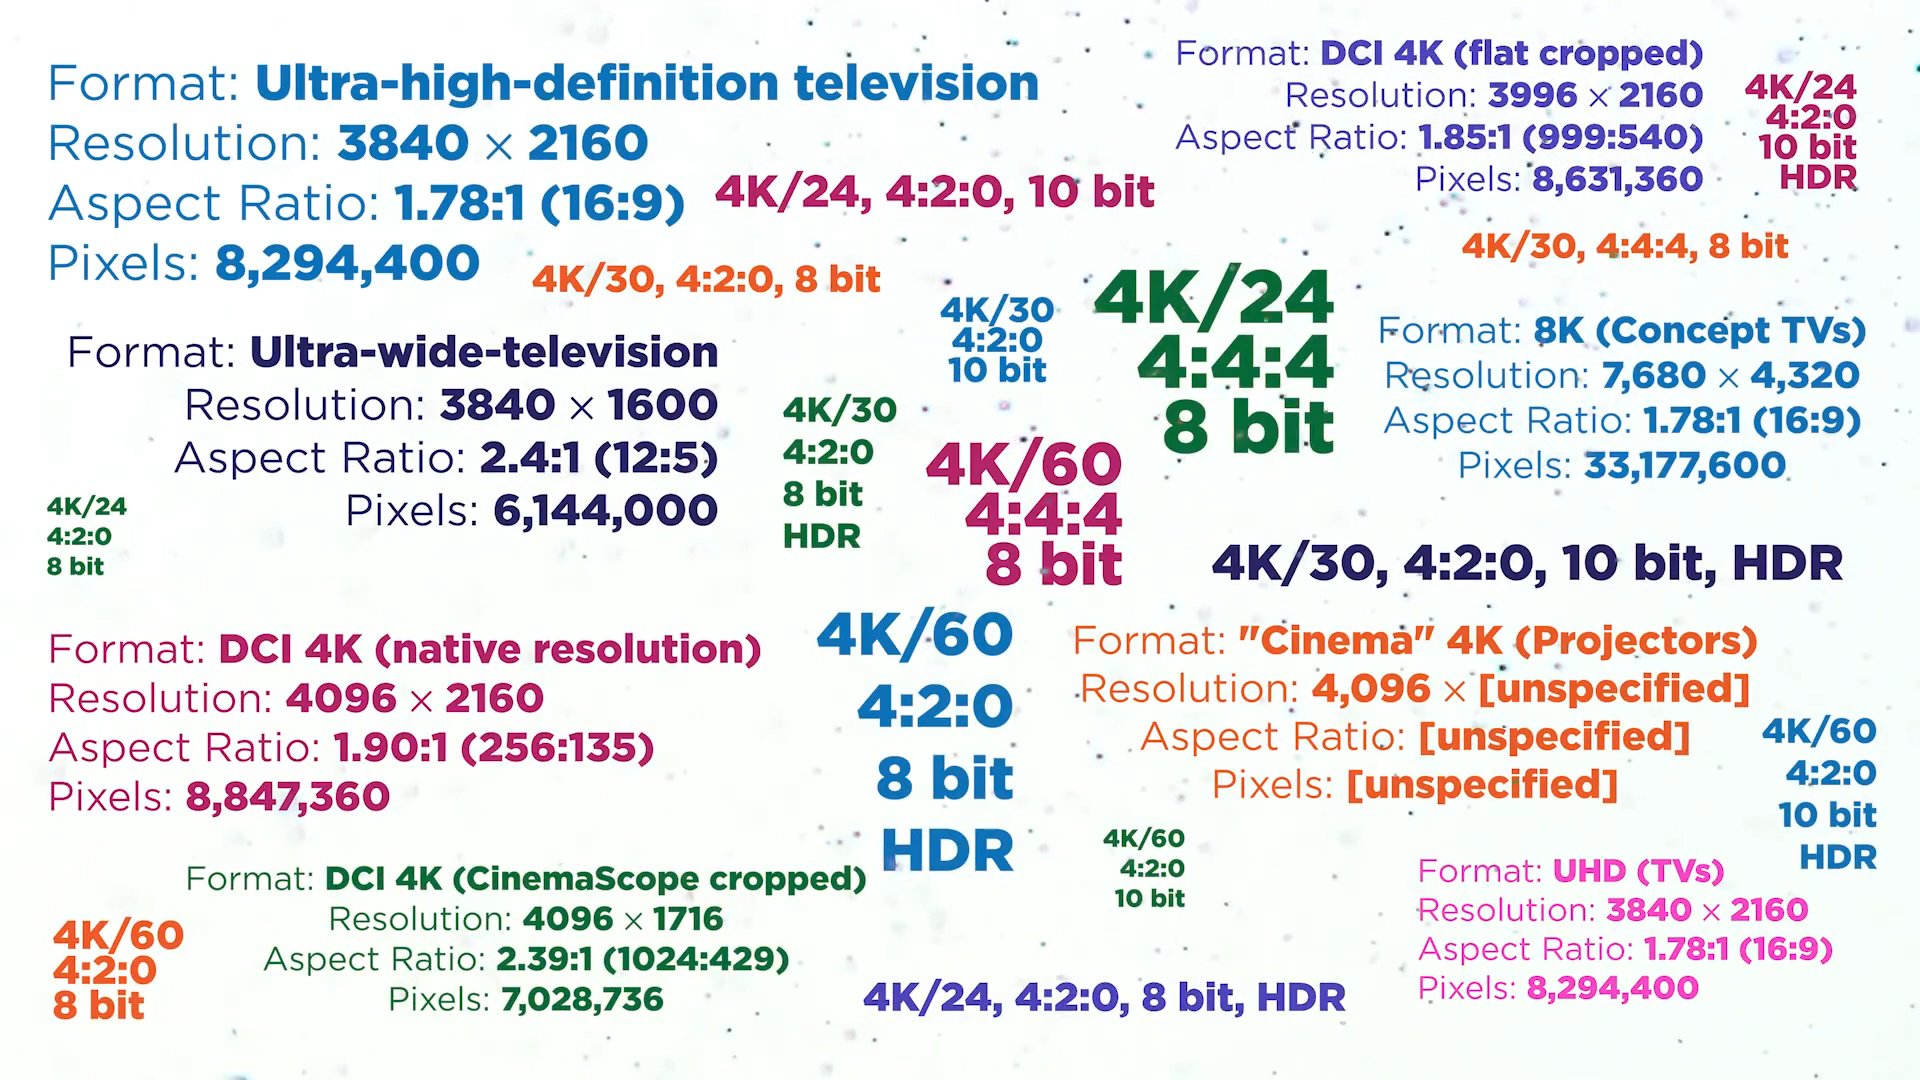 Format: Ultra-high-definition television
Resolution: 3840 × 2160
Aspect Ratio: 1.78:1 (16:9)
Pixels: 8,294,400
4K/24, 4:2:0, 10 bit
4K/30, 4:2:0, 8 bit
Format: DCI 4K (flat cropped)
Resolution: 3996 × 2160
Aspect Ratio: 1.85:1 (999:540)
Pixels: 8,631,360
4K/24
4:2:0
10 bit
HDR
4K/30, 4:4:4, 8 bit
Format: Ultra-wide-television
Resolution: 3840 × 1600
Aspect Ratio: 2.4:1 (12:5)
Pixels: 6,144,000
4K/24
4:2:0
8 bit
4K/30
4:2:0
8 bit
HDR
4K/30
4:2:0
10 bit
4K/24
4:4:4
8 bit
4K/60
4:4:4
8 bit
Format: 8K (Concept TVs)
Resolution: 7,680 × 4,320
Aspect Ratio: 1.78:1 (16:9)
Pixels: 33,177,600
4K/30, 4:2:0, 10 bit, HDR
Format: DCI 4K (native resolution)
Resolution: 4096 × 2160
Aspect Ratio: 1.90:1 (256:135)
Pixels: 8,847,360
4K/60
4:2:0
8 bit
HDR
Format: "Cinema" 4K (Projectors)
Resolution: 4,096 × [unspecified]
Aspect Ratio: [unspecified]
Pixels: [unspecified]
4K/60
4:2:0
10 bit
HDR
4K/60
4:2:0
10 bit
Format: DCI 4K (CinemaScope cropped)
Resolution: 4096 × 1716
Aspect Ratio: 2.39:1 (1024:429)
Pixels: 7,028,736
4K/60
4:2:0
8 bit
4K/24, 4:2:0, 8 bit, HDR
Format: UHD (TVs)
Resolution: 3840 × 2160
Aspect Ratio: 1.78:1 (16:9)
Pixels: 8,294,400